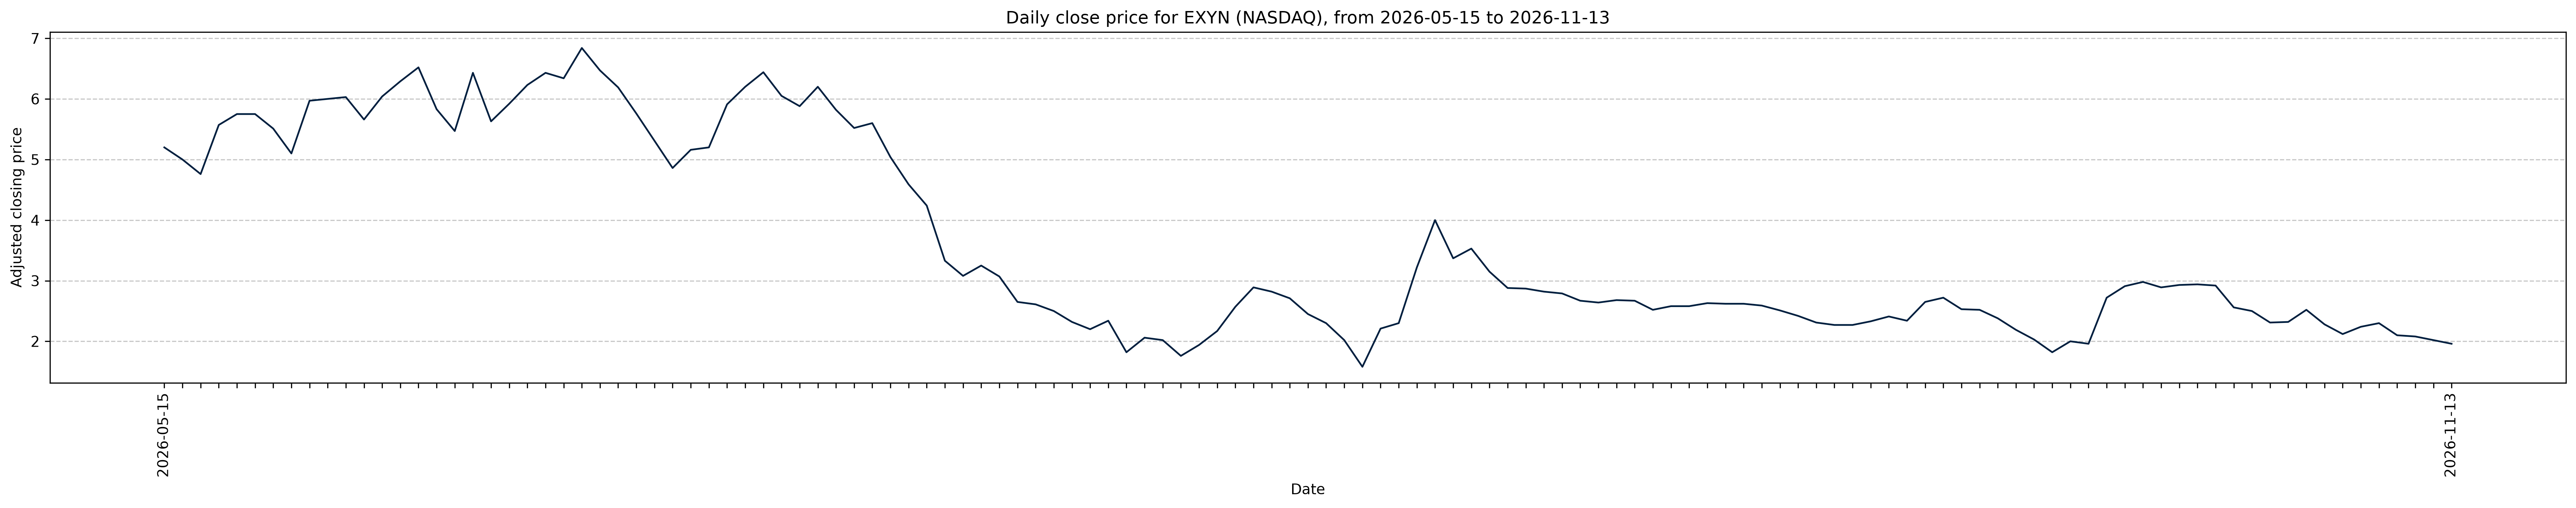 Daily close price for EXYN (NASDAQ), from 2026-05-15 to 2026-11-13
Adjusted closing price
7
6
5
4
3
2
2026-05-15
2026-11-13
Date